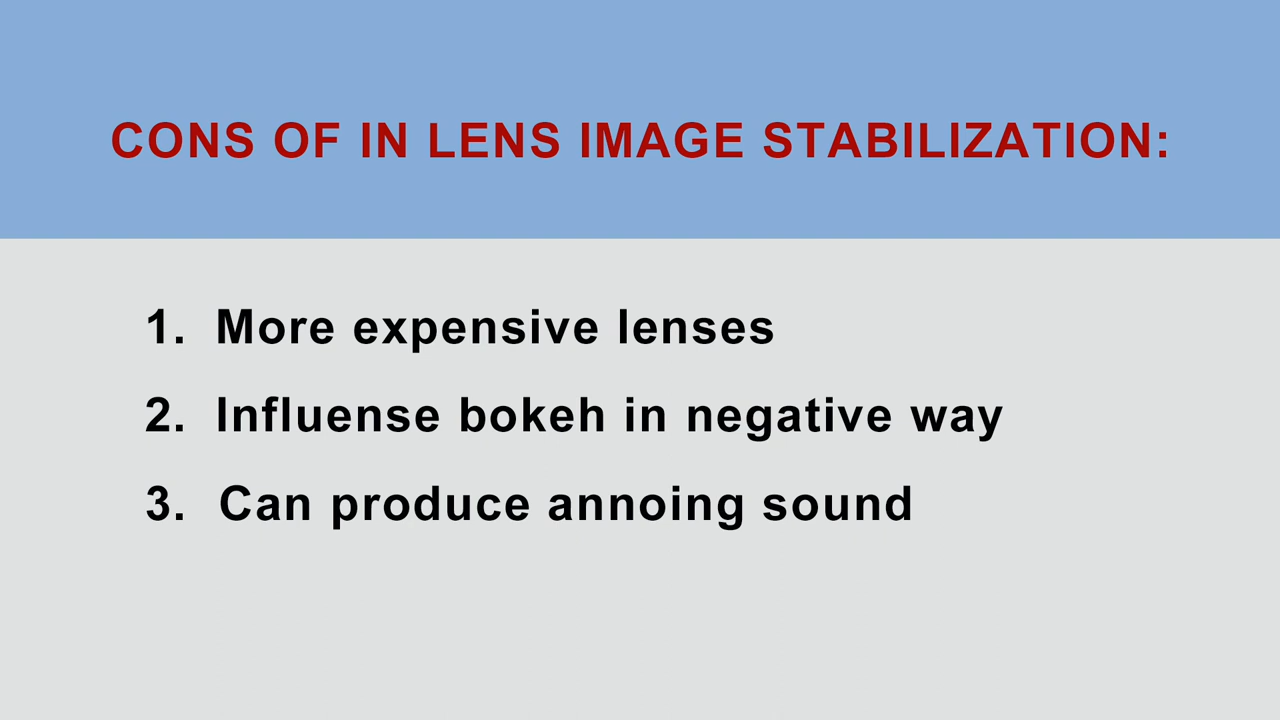 CONS OF IN LENS IMAGE STABILIZATION:
1. More expensive lenses
2. Influense bokeh in negative way
3. Can produce annoing sound